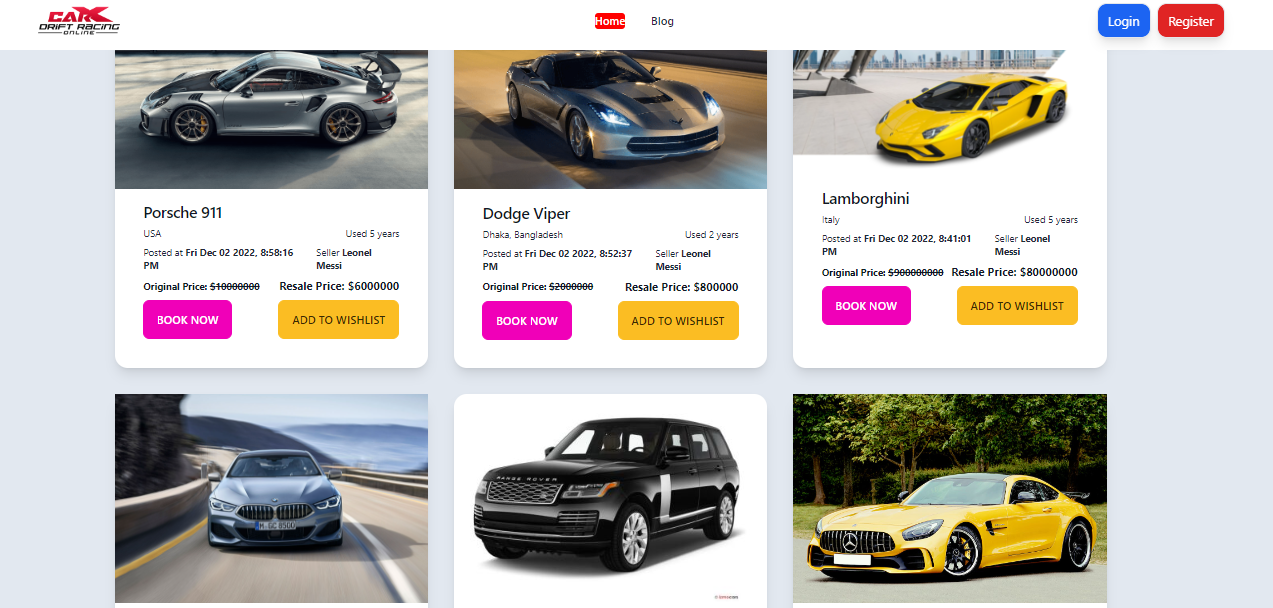 CARX
DRIFT RACING
ONLINE
Home
Blog
Login
Register
Porsche 911
USA
Used 5 years
Posted at Fri Dec 02 2022, 8:58:16
PM
Seller Leonel
Messi
Original Price: $10000000
Resale Price: $6000000
BOOK NOW
ADD TO WISHLIST
Dodge Viper
Dhaka, Bangladesh
Used 2 years
Posted at Fri Dec 02 2022, 8:52:37
PM
Seller Leonel
Messi
Original Price: $2000000
Resale Price: $800000
BOOK NOW
ADD TO WISHLIST
Lamborghini
Italy
Used 5 years
Posted at Fri Dec 02 2022, 8:41:01
PM
Seller Leonel
Messi
Original Price: $900000000
Resale Price: $80000000
BOOK NOW
ADD TO WISHLIST
RANGE ROVER